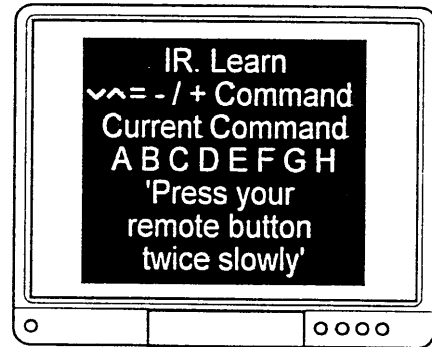 IR. Learn
⌄^= - / + Command
Current Command
A B C D E F G H
'Press your
remote button
twice slowly'